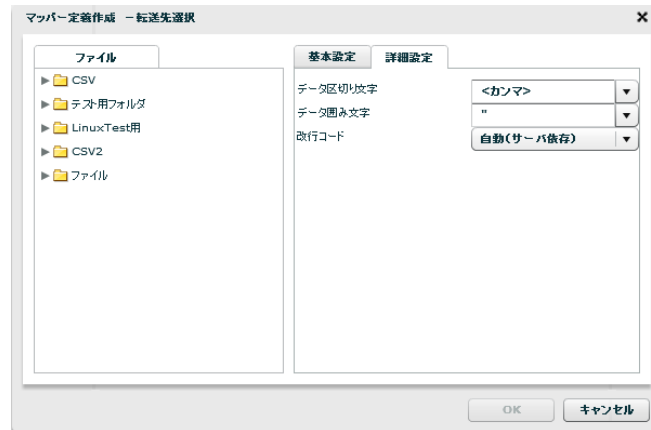 マッパー定義作成 －転送先選択
ファイル
CSV
テスト用フォルダ
LinuxTest用
CSV2
ファイル
基本設定 詳細設定
データ区切り文字 <カンマ>
データ囲み文字 "
改行コード 自動(サーバ依存)
OK キャンセル